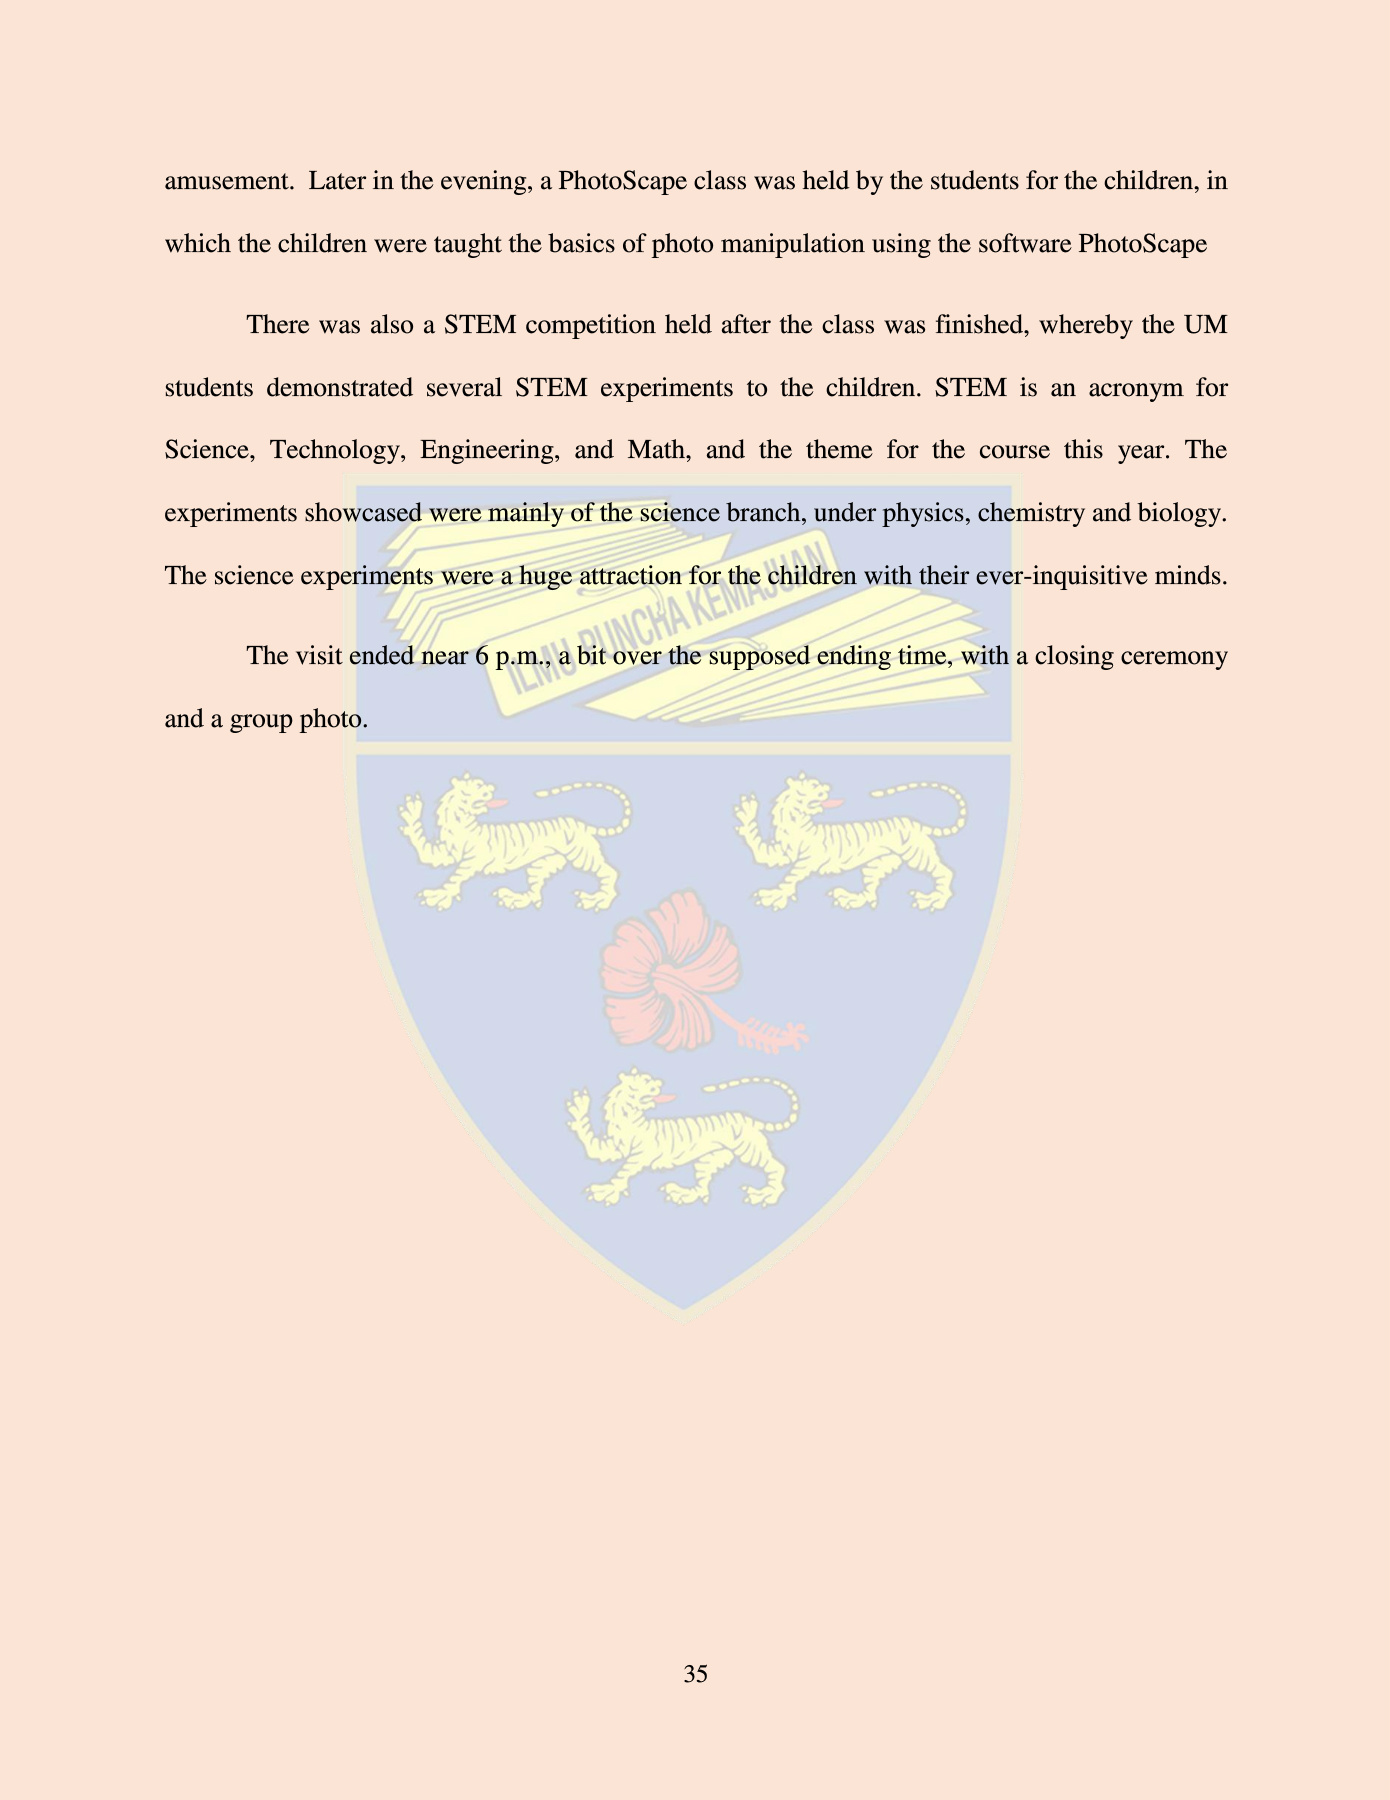 amusement.  Later in the evening, a PhotoScape class was held by the students for the children, in
which the children were taught the basics of photo manipulation using the software PhotoScape
There was also a STEM competition held after the class was finished, whereby the UM
students demonstrated several STEM experiments to the children. STEM is an acronym for
Science, Technology, Engineering, and Math, and the theme for the course this year. The
experiments showcased were mainly of the science branch, under physics, chemistry and biology.
The science experiments were a huge attraction for the children with their ever-inquisitive minds.
The visit ended near 6 p.m., a bit over the supposed ending time, with a closing ceremony
and a group photo.
ILMU PUNCHA KEMAJUAN
35